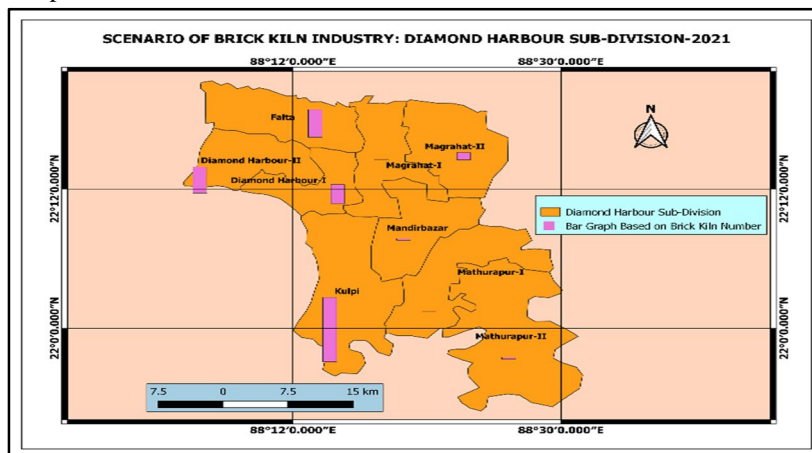 SCENARIO OF BRICK KILN INDUSTRY: DIAMOND HARBOUR SUB-DIVISION-2021
88°12'0.000"E 88°30'0.000"E
N
Falta
Magrahat-II
Diamond Harbour-II
Magrahat-I
Diamond Harbour-I
22°12'0.000"N 22°12'0.000"N
Diamond Harbour Sub-Division
Bar Graph Based on Brick Kiln Number
Mandirbazar
Mathurapur-I
Kulpi
22°0'0.000"N 22°0'0.000"N
Mathurapur-II
7.5 0 7.5 15 km
88°12'0.000"E 88°30'0.000"E